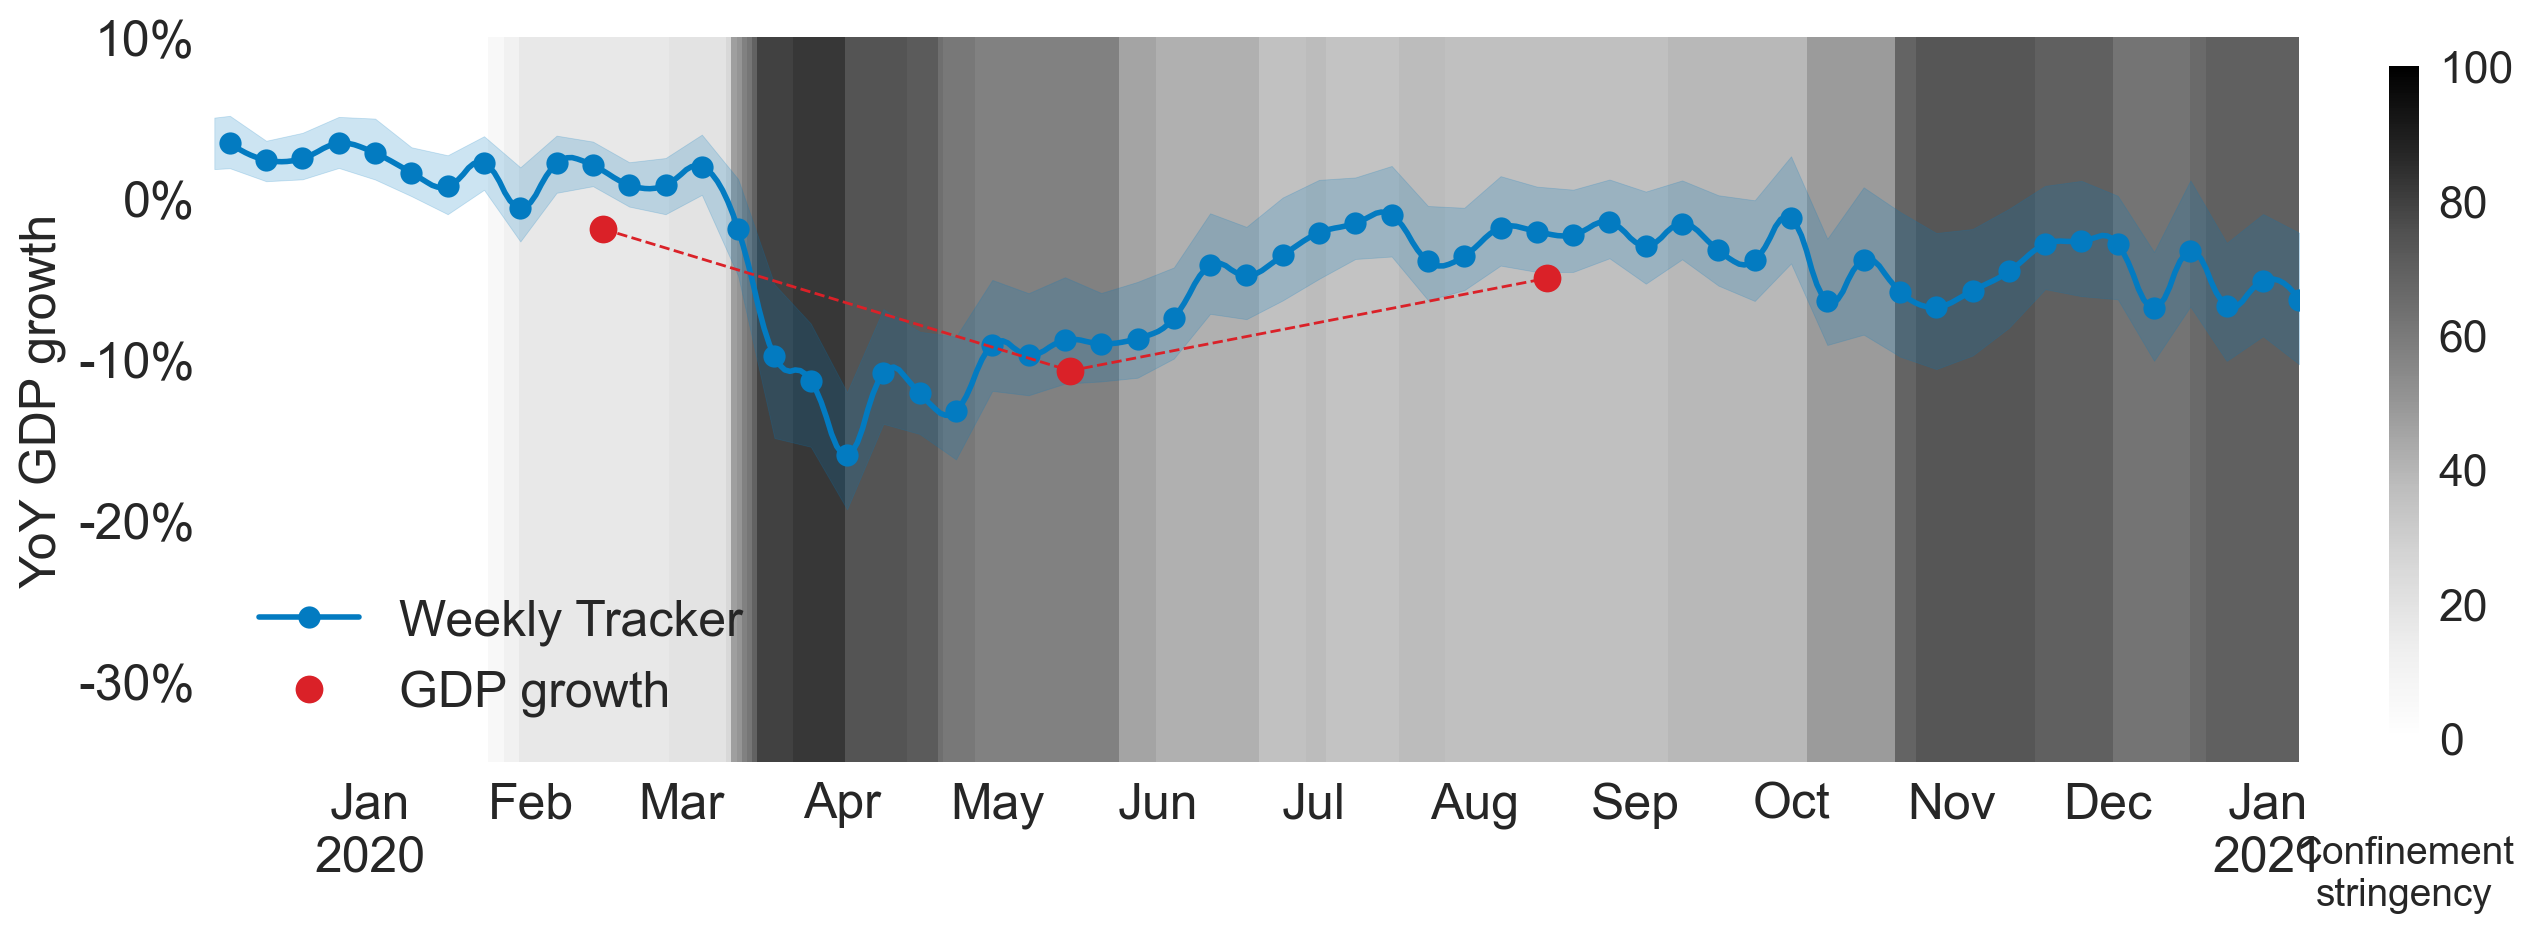 10%
0%
-10%
-20%
-30%
YoY GDP growth
Weekly Tracker
GDP growth
Jan
2020
Feb
Mar
Apr
May
Jun
Jul
Aug
Sep
Oct
Nov
Dec
Jan
2021
100
80
60
40
20
0
Confinement
stringency